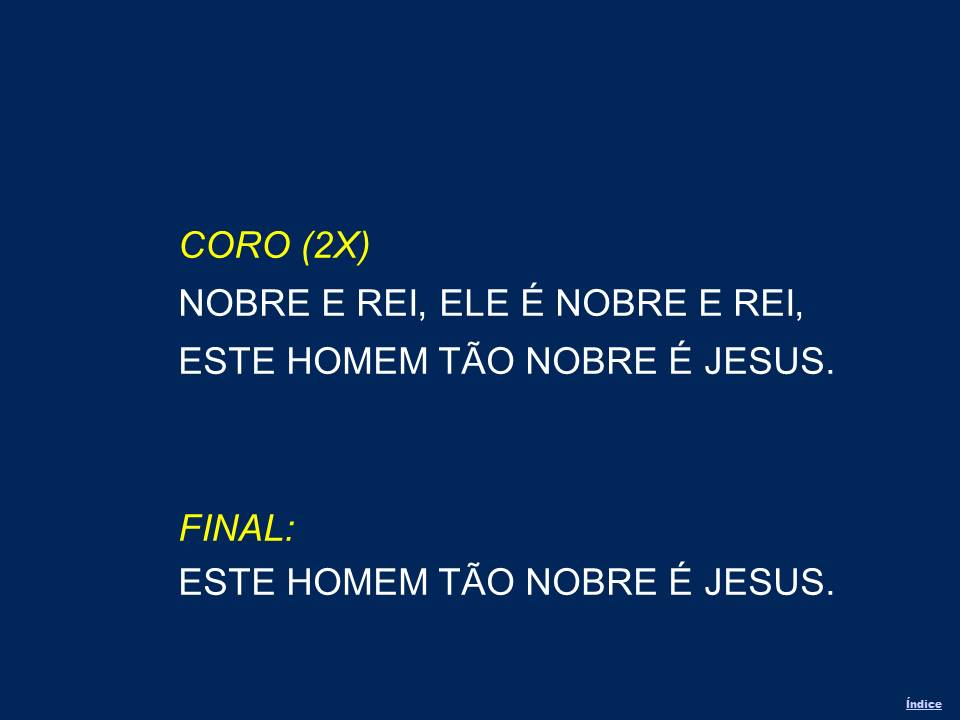 CORO (2X)
NOBRE E REI, ELE É NOBRE E REI,
ESTE HOMEM TÃO NOBRE É JESUS.
FINAL:
ESTE HOMEM TÃO NOBRE É JESUS.
Índice